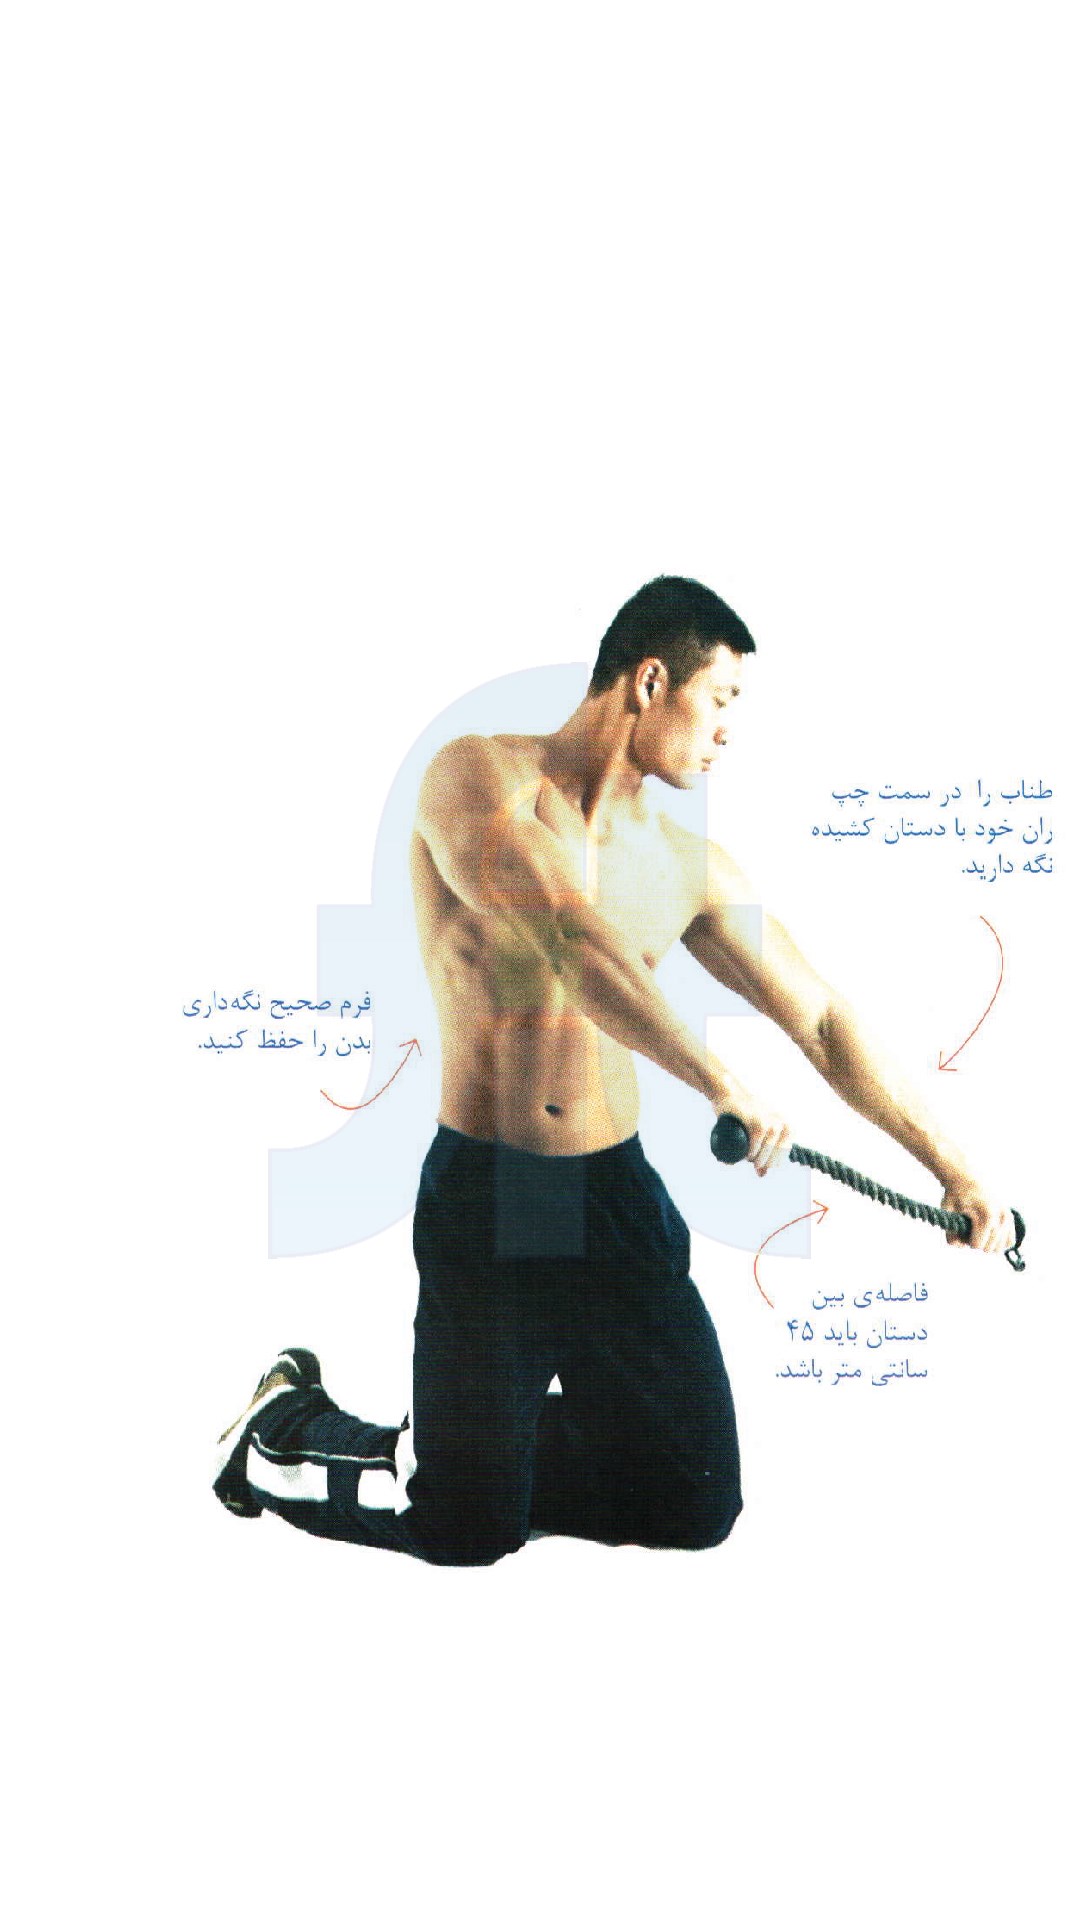 طناب را در سمت چپ
ران خود با دستان کشیده
نگه دارید.
فرم صحیح نگه‌داری
بدن را حفظ کنید.
فاصله‌ی بین
دستان باید ۴۵
سانتی متر باشد.